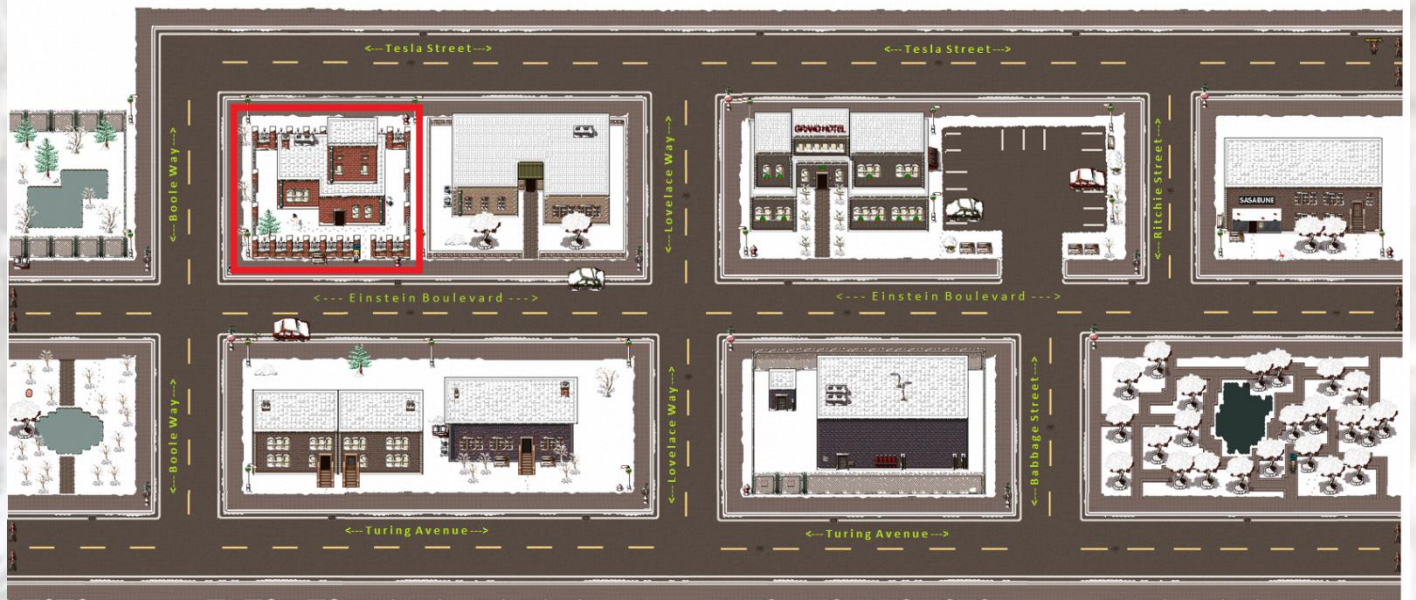 <---Tesla Street--->
<---Tesla Street--->
<---Boole Way--->
<---Lovelace Way--->
GRAND HOTEL
<---Ritchie Street--->
SASABUNE
<--- Einstein Boulevard --->
<--- Einstein Boulevard --->
<---Boole Way--->
<---Lovelace Way--->
<---Babbage Street--->
<---Turing Avenue--->
<---Turing Avenue--->